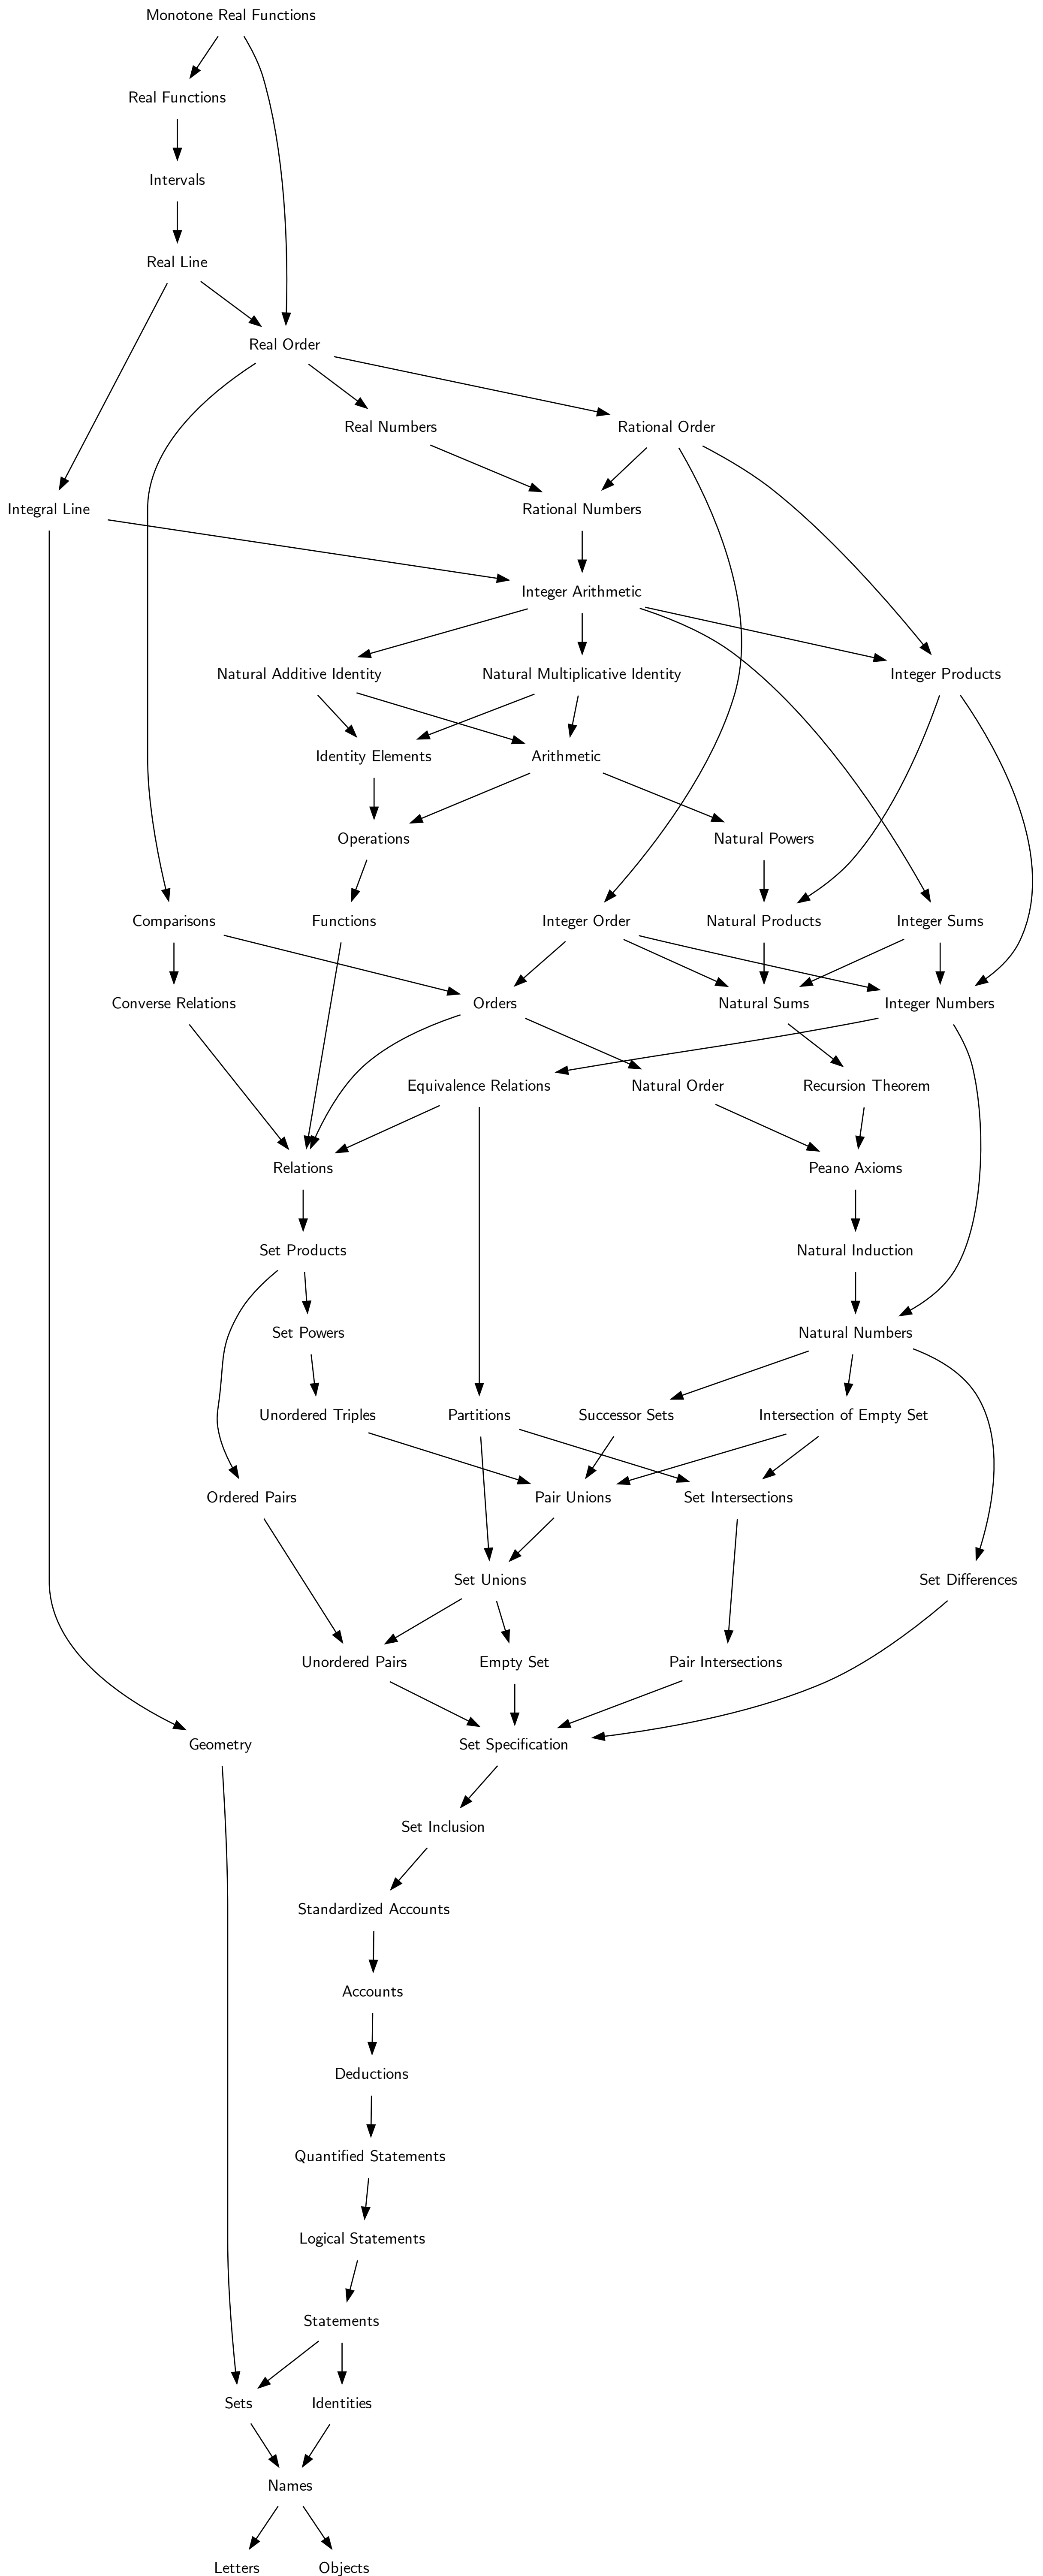 Monotone Real Functions
Real Functions
Intervals
Real Line
Real Order
Real Numbers
Rational Order
Integral Line
Rational Numbers
Integer Arithmetic
Natural Additive Identity
Natural Multiplicative Identity
Integer Products
Identity Elements
Arithmetic
Operations
Natural Powers
Comparisons
Functions
Integer Order
Natural Products
Integer Sums
Converse Relations
Orders
Natural Sums
Integer Numbers
Equivalence Relations
Natural Order
Recursion Theorem
Relations
Peano Axioms
Set Products
Natural Induction
Set Powers
Natural Numbers
Unordered Triples
Partitions
Successor Sets
Intersection of Empty Set
Ordered Pairs
Pair Unions
Set Intersections
Set Unions
Set Differences
Unordered Pairs
Empty Set
Pair Intersections
Geometry
Set Specification
Set Inclusion
Standardized Accounts
Accounts
Deductions
Quantified Statements
Logical Statements
Statements
Sets
Identities
Names
Letters
Objects